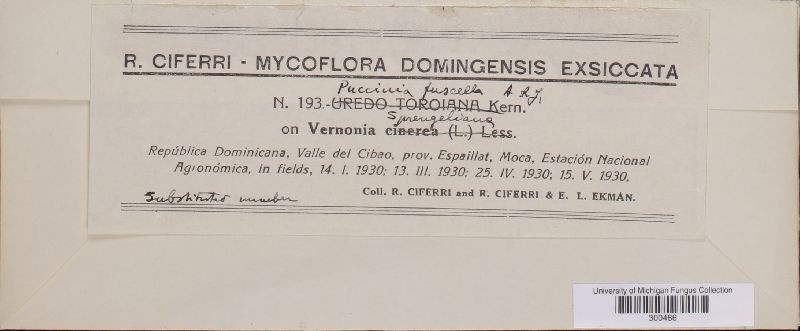 R. CIFERRI - MYCOFLORA DOMINGENSIS EXSICCATA
Puccinia fuscella A & J,
N. 193.-UREDO TOROIANA Kern.
Sprengeliana
on Vernonia cinerea (L.) Less.
República Dominicana, Valle del Cibao, prov. Espaillat, Moca, Estación Nacional
Agronómica, in fields, 14. I. 1930; 13. III. 1930; 25. IV. 1930; 15. V. 1930.
Coll. R. CIFERRI and R. CIFERRI & E. L. EKMAN.
Substituted number
University of Michigan Fungus Collection
300466